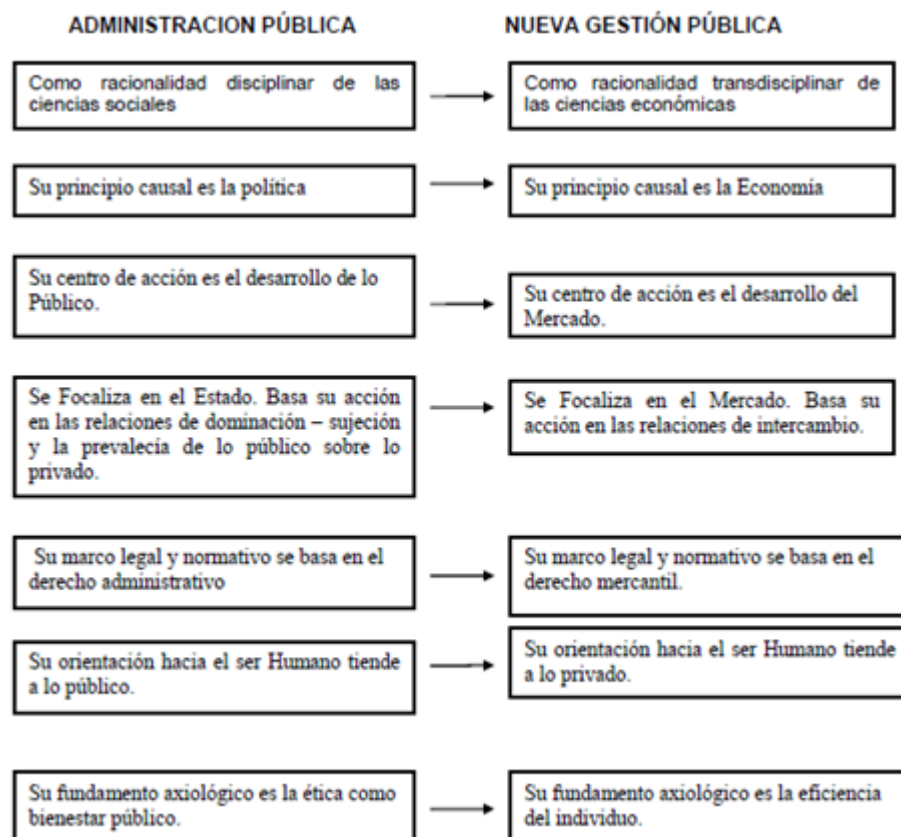 ADMINISTRACION PÚBLICA
NUEVA GESTIÓN PÚBLICA
Como racionalidad disciplinar de las
ciencias sociales
Como racionalidad transdisciplinar de
las ciencias económicas
Su principio causal es la política
Su principio causal es la Economía
Su centro de acción es el desarrollo de lo
Público.
Su centro de acción es el desarrollo del
Mercado.
Se Focaliza en el Estado. Basa su acción
en las relaciones de dominación – sujeción
y la prevalecía de lo público sobre lo
privado.
Se Focaliza en el Mercado. Basa su
acción en las relaciones de intercambio.
Su marco legal y normativo se basa en el
derecho administrativo
Su marco legal y normativo se basa en el
derecho mercantil.
Su orientación hacia el ser Humano tiende
a lo público.
Su orientación hacia el ser Humano tiende
a lo privado.
Su fundamento axiológico es la ética como
bienestar público.
Su fundamento axiológico es la eficiencia
del individuo.